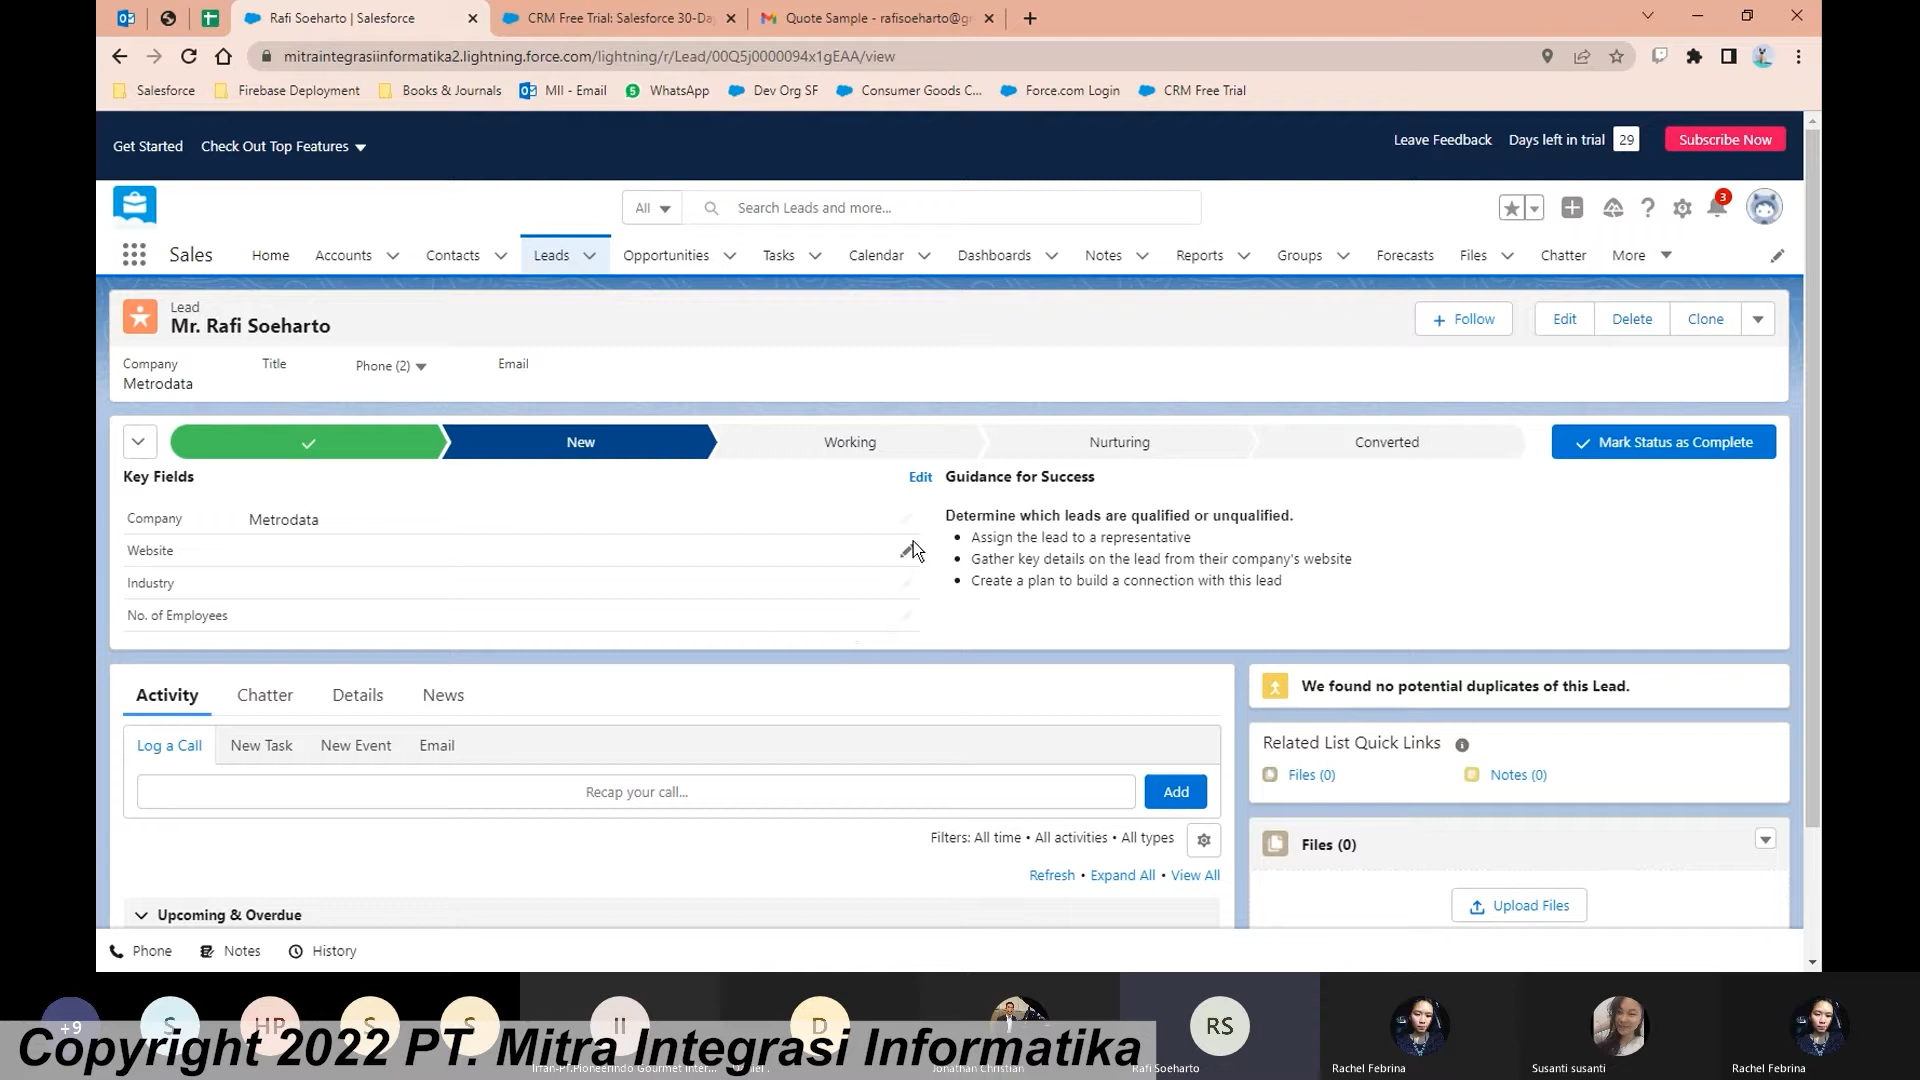 Rafi Soeharto | Salesforce
CRM Free Trial: Salesforce 30-Da
Quote Sample - rafisoeharto@g
mitraintegrasiinformatika2.lightning.force.com/lightning/r/Lead/00Q5j0000094x1gEAA/view
Salesforce Firebase Deployment Books & Journals MII - Email WhatsApp Dev Org SF Consumer Goods C... Force.com Login CRM Free Trial
Get Started Check Out Top Features
Leave Feedback Days left in trial 29 Subscribe Now
All Search Leads and more...
3
Sales Home Accounts Contacts Leads Opportunities Tasks Calendar Dashboards Notes Reports Groups Forecasts Files Chatter More
Lead
Mr. Rafi Soeharto
+ Follow Edit Delete Clone
Company Title Phone (2) Email
Metrodata
New Working Nurturing Converted Mark Status as Complete
Key Fields Edit
Company Metrodata
Website
Industry
No. of Employees
Guidance for Success
Determine which leads are qualified or unqualified.
• Assign the lead to a representative
• Gather key details on the lead from their company's website
• Create a plan to build a connection with this lead
Activity Chatter Details News
Log a Call New Task New Event Email
Recap your call... Add
Filters: All time • All activities • All types
Refresh • Expand All • View All
Upcoming & Overdue
We found no potential duplicates of this Lead.
Related List Quick Links
Files (0) Notes (0)
Files (0)
Upload Files
Phone Notes History
+9 S HP S S II D RS
Copyright 2022 PT. Mitra Integrasi Informatika
Jonathan Christian Rafi Soeharto Rachel Febrina Susanti susanti Rachel Febrina